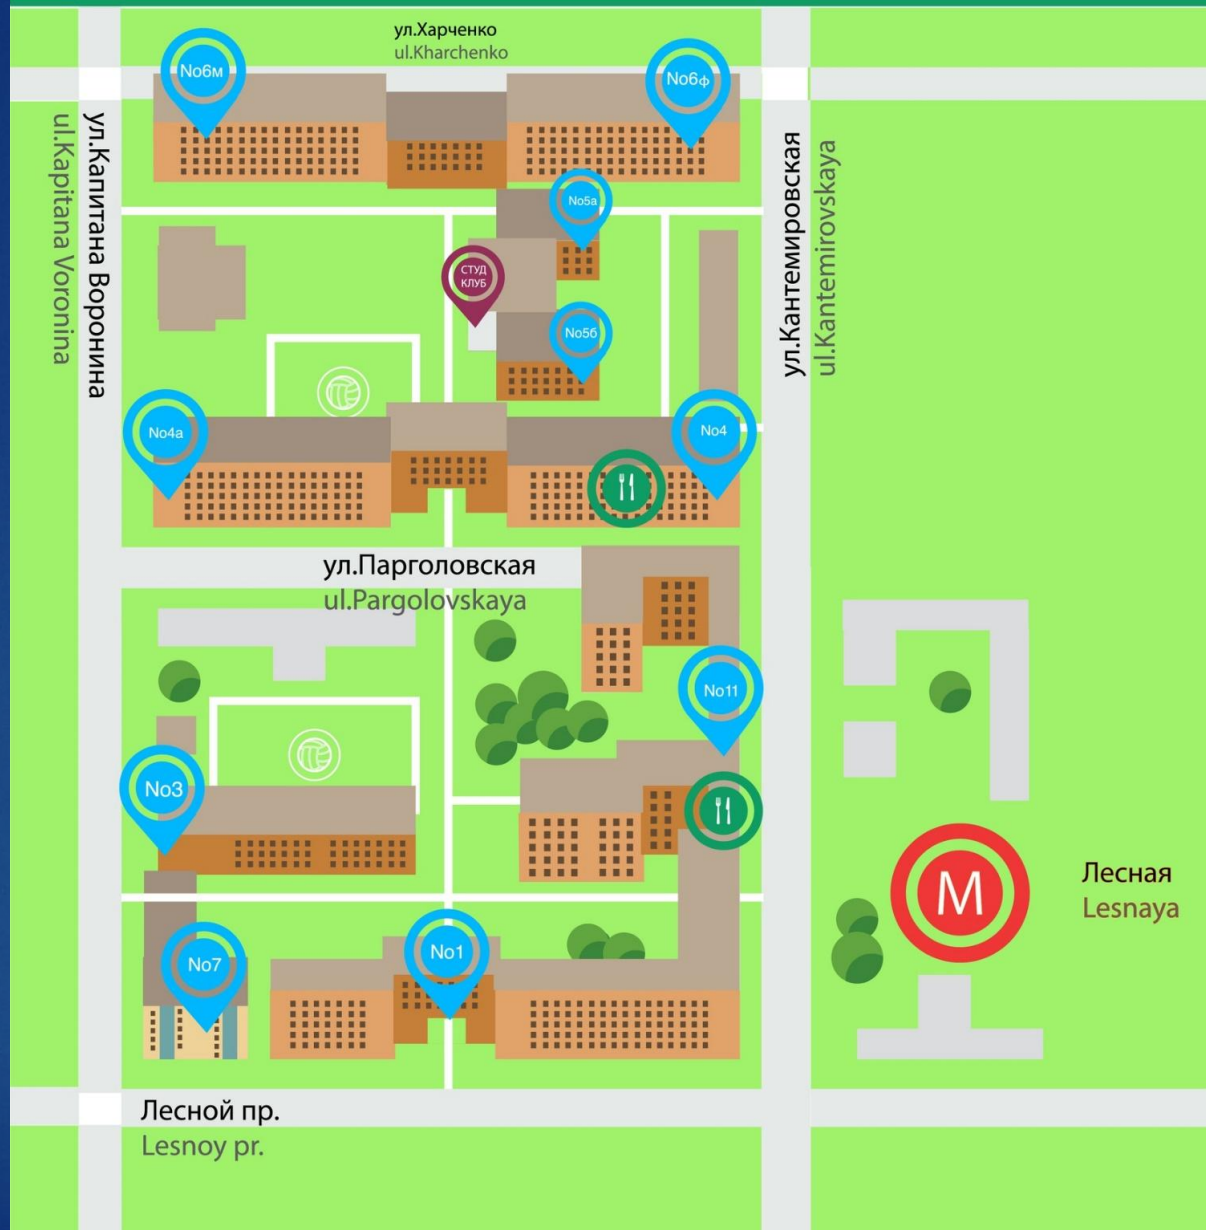 ул.Харченко
ul.Kharchenko
No6м
No6ф
ул.Капитана Воронина
ul.Kapitana Voronina
ул.Кантемировская
ul.Kantemirovskaya
No5а
СТУД
КЛУБ
No5б
No4а
No4
ул.Парголовская
ul.Pargolovskaya
No11
No3
М
Лесная
Lesnaya
No7
No1
Лесной пр.
Lesnoy pr.